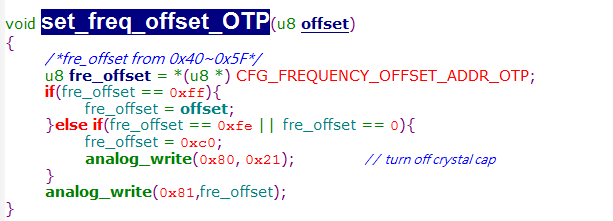 void set_freq_offset_OTP(u8 offset)
{
/*fre_offset from 0x40~0x5F*/
u8 fre_offset = *(u8 *) CFG_FREQUENCY_OFFSET_ADDR_OTP;
if(fre_offset == 0xff){
fre_offset = offset;
}else if(fre_offset == 0xfe || fre_offset == 0){
fre_offset = 0xc0;
analog_write(0x80, 0x21); // turn off crystal cap
}
analog_write(0x81,fre_offset);
}